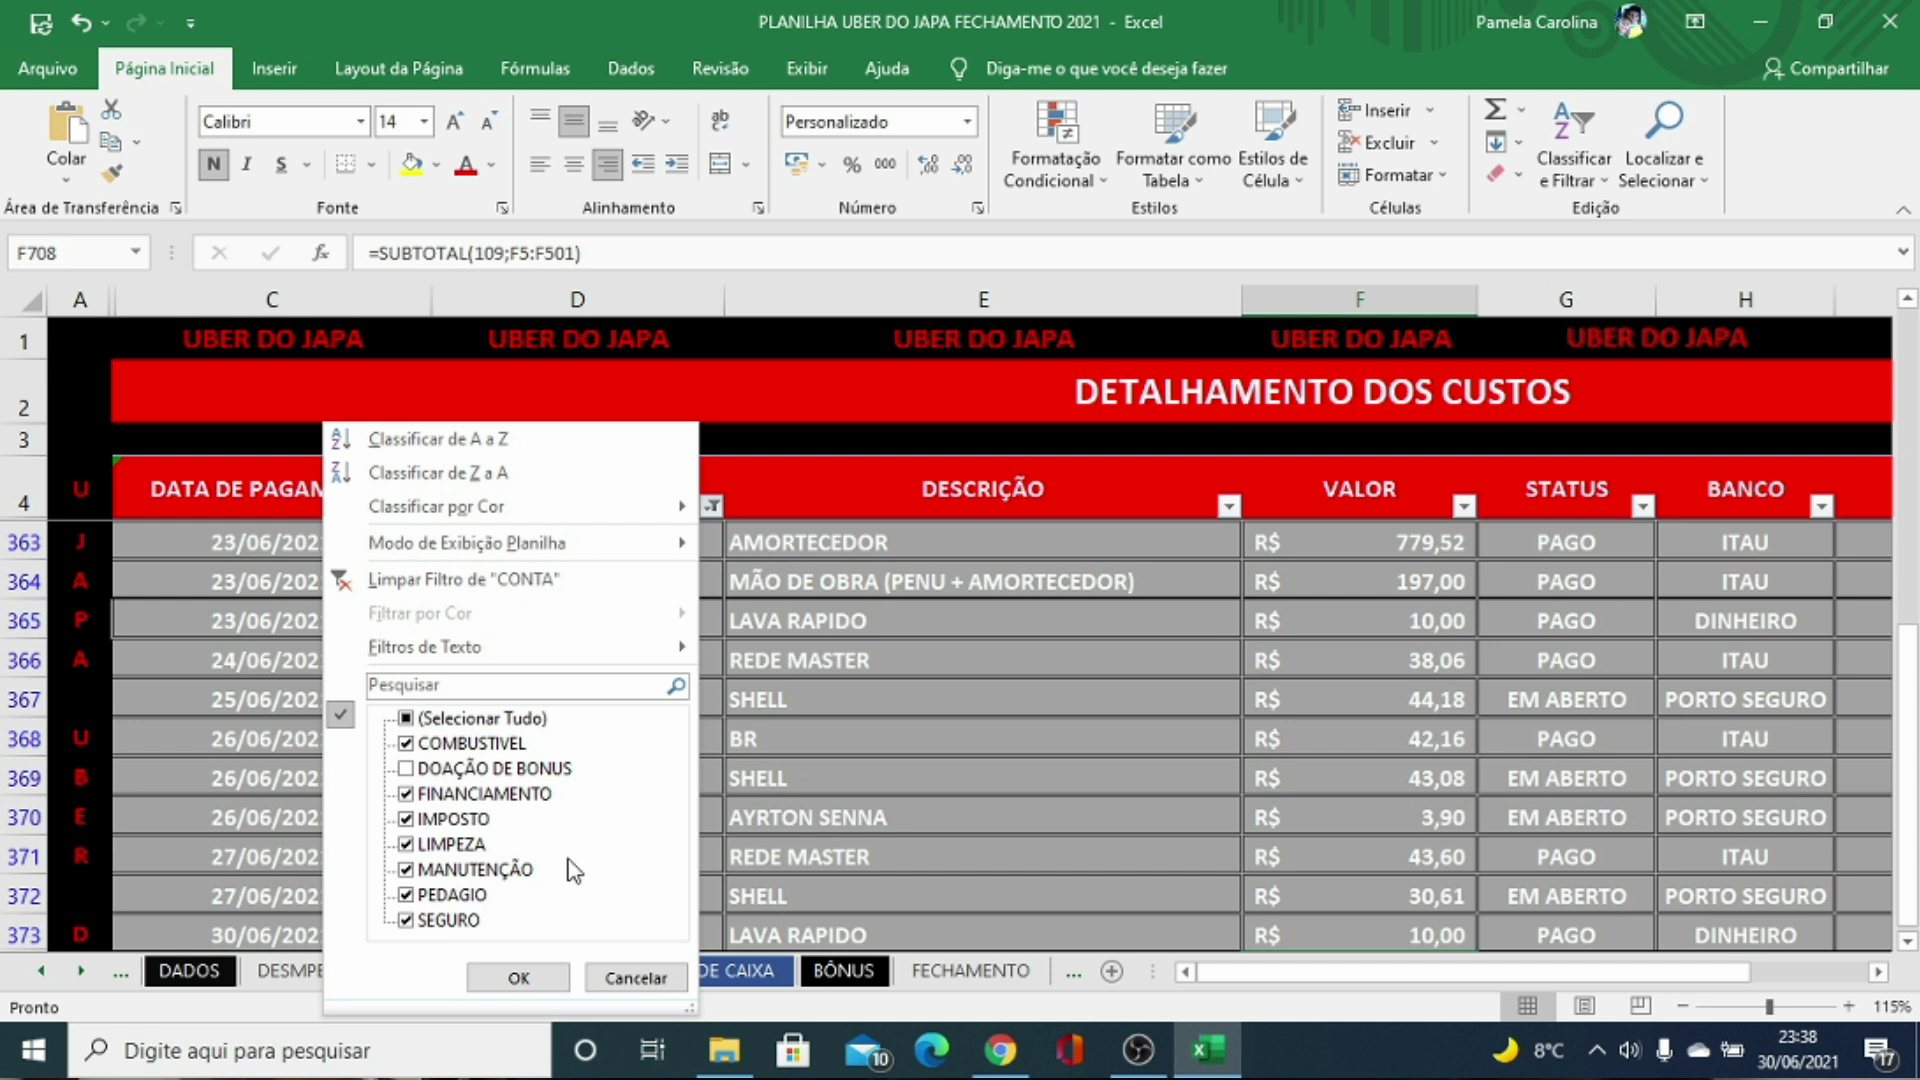 PLANILHA UBER DO JAPA FECHAMENTO 2021 - Excel
Pamela Carolina
Arquivo Página Inicial Inserir Layout da Página Fórmulas Dados Revisão Exibir Ajuda Diga-me o que você deseja fazer Compartilhar
Colar
Calibri 14
N I S
ab
Personalizado
% 000
Formatação Condicional
Formatar como Tabela
Estilos de Célula
Inserir
Excluir
Formatar
Classificar e Filtrar
Localizar e Selecionar
Área de Transferência Fonte Alinhamento Número Estilos Células Edição
F708 fx =SUBTOTAL(109;F5:F501)
A C D E F G H
1 UBER DO JAPA UBER DO JAPA UBER DO JAPA UBER DO JAPA UBER DO JAPA
2 DETALHAMENTO DOS CUSTOS
3
4 U DATA DE PAGAM DESCRIÇÃO VALOR STATUS BANCO
363 J 23/06/202 AMORTECEDOR R$ 779,52 PAGO ITAU
364 A 23/06/202 MÃO DE OBRA (PENU + AMORTECEDOR) R$ 197,00 PAGO ITAU
365 P 23/06/202 LAVA RAPIDO R$ 10,00 PAGO DINHEIRO
366 A 24/06/202 REDE MASTER R$ 38,06 PAGO ITAU
367 25/06/202 SHELL R$ 44,18 EM ABERTO PORTO SEGURO
368 U 26/06/202 BR R$ 42,16 PAGO ITAU
369 B 26/06/202 SHELL R$ 43,08 EM ABERTO PORTO SEGURO
370 E 26/06/202 AYRTON SENNA R$ 3,90 EM ABERTO PORTO SEGURO
371 R 27/06/202 REDE MASTER R$ 43,60 PAGO ITAU
372 27/06/202 SHELL R$ 30,61 EM ABERTO PORTO SEGURO
373 D 30/06/202 LAVA RAPIDO R$ 10,00 PAGO DINHEIRO
Classificar de A a Z
Classificar de Z a A
Classificar por Cor
Modo de Exibição Planilha
Limpar Filtro de "CONTA"
Filtrar por Cor
Filtros de Texto
Pesquisar
(Selecionar Tudo)
COMBUSTIVEL
DOAÇÃO DE BONUS
FINANCIAMENTO
IMPOSTO
LIMPEZA
MANUTENÇÃO
PEDAGIO
SEGURO
OK Cancelar
... DADOS DESMPE DE CAIXA BÔNUS FECHAMENTO ...
Pronto 115%
Digite aqui para pesquisar
10
8°C
23:38
30/06/2021
17